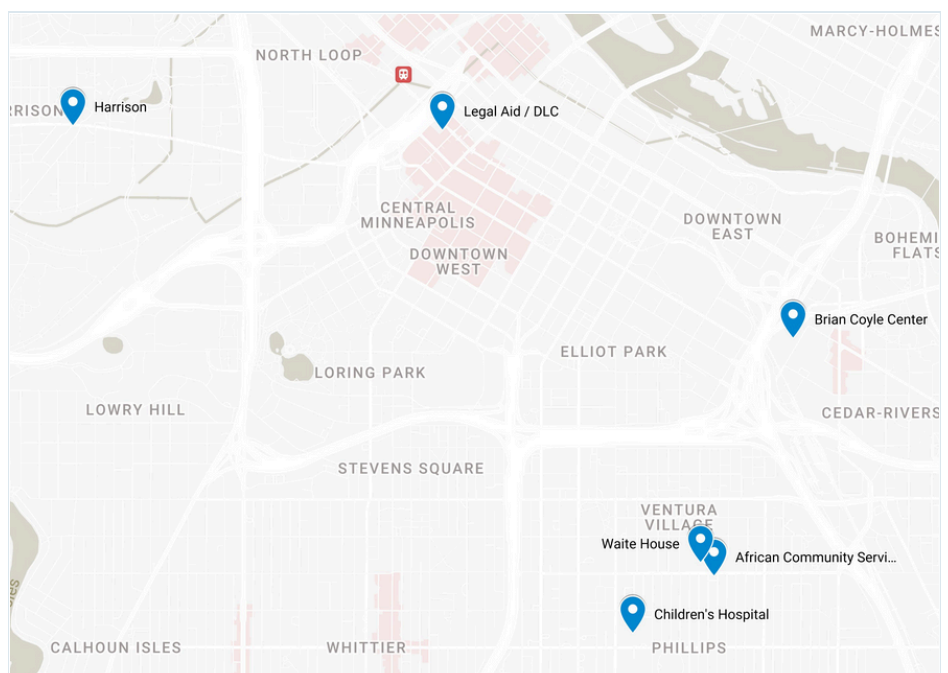 MARCY-HOLMES
NORTH LOOP
RRISON
Harrison
Legal Aid / DLC
CENTRAL
MINNEAPOLIS
DOWNTOWN
EAST
DOWNTOWN
WEST
BOHEMI
FLATS
Brian Coyle Center
ELLIOT PARK
LORING PARK
LOWRY HILL
CEDAR-RIVERS
STEVENS SQUARE
VENTURA
VILLAGE
Waite House
African Community Servi...
les
Children's Hospital
CALHOUN ISLES
WHITTIER
PHILLIPS